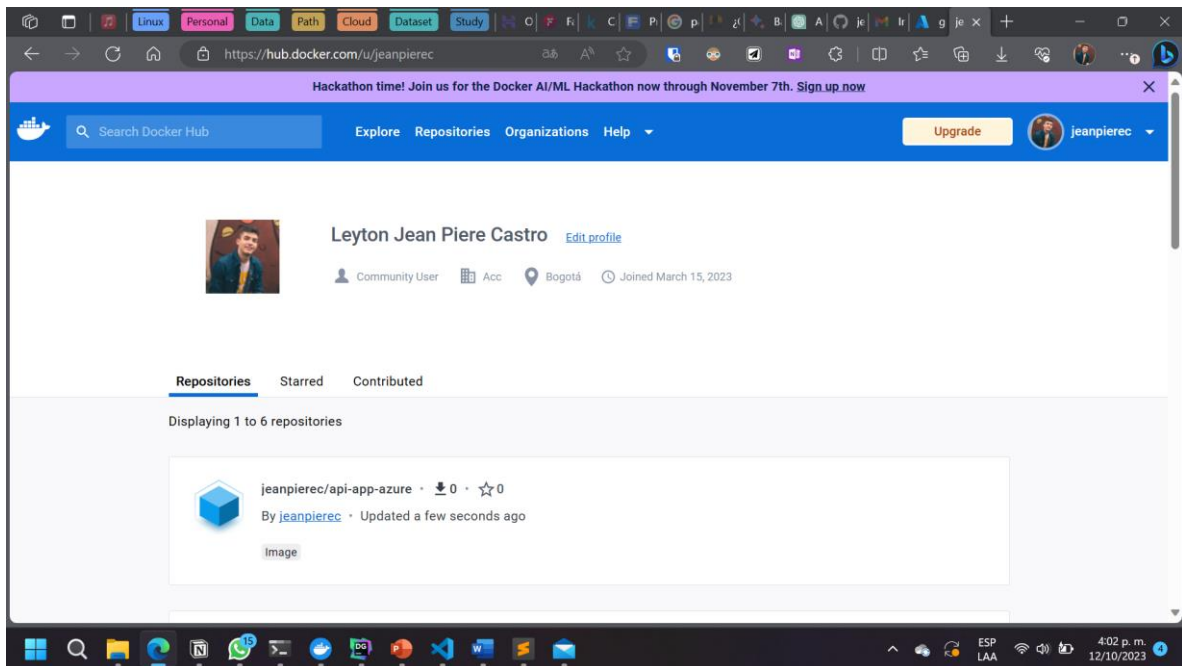 Linux Personal Data Path Cloud Dataset Study
https://hub.docker.com/u/jeanpierec
Hackathon time! Join us for the Docker AI/ML Hackathon now through November 7th. Sign up now
Search Docker Hub Explore Repositories Organizations Help Upgrade jeanpierec
Leyton Jean Piere Castro Edit profile
Community User Acc Bogotá Joined March 15, 2023
Repositories Starred Contributed
Displaying 1 to 6 repositories
jeanpierec/api-app-azure · 0 · 0
By jeanpierec · Updated a few seconds ago
Image
15
ESP
LAA
4:02 p. m.
12/10/2023
4